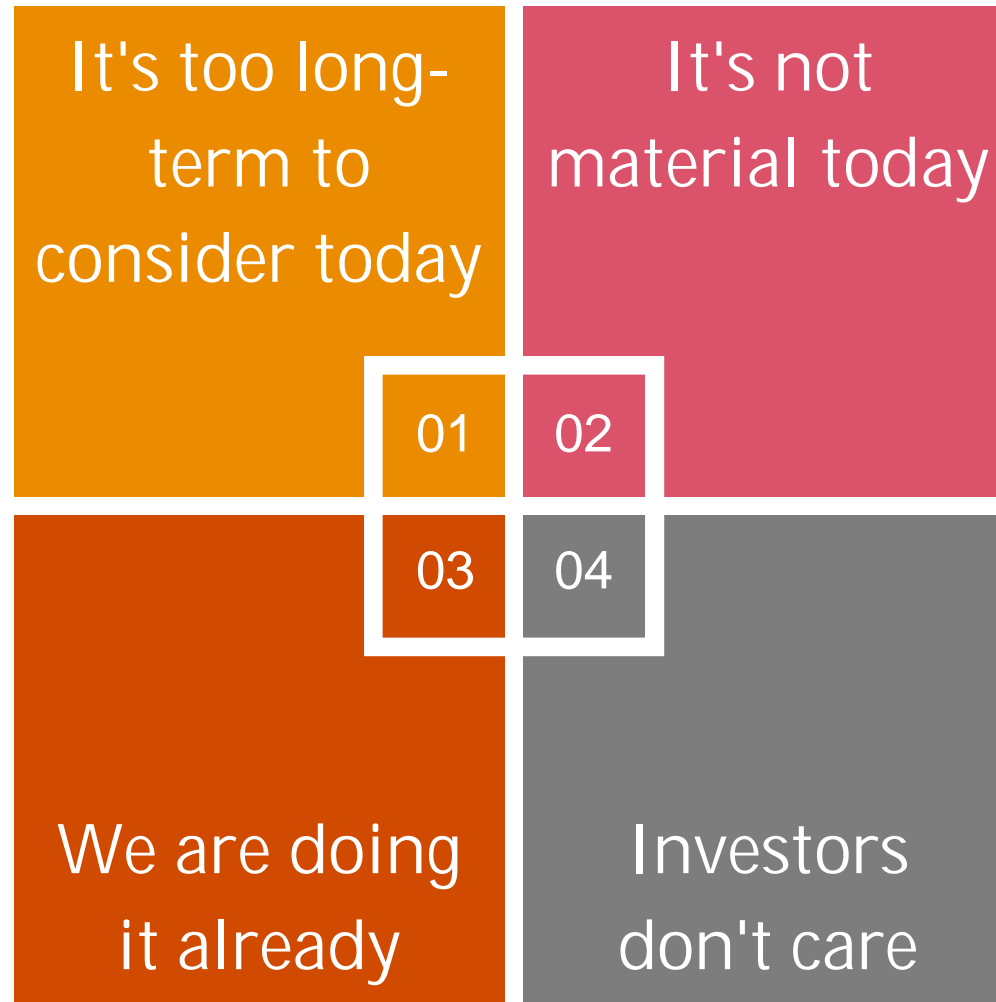 It's too long-
term to
consider today
01
It's not
material today
02
03
We are doing
it already
04
Investors
don't care